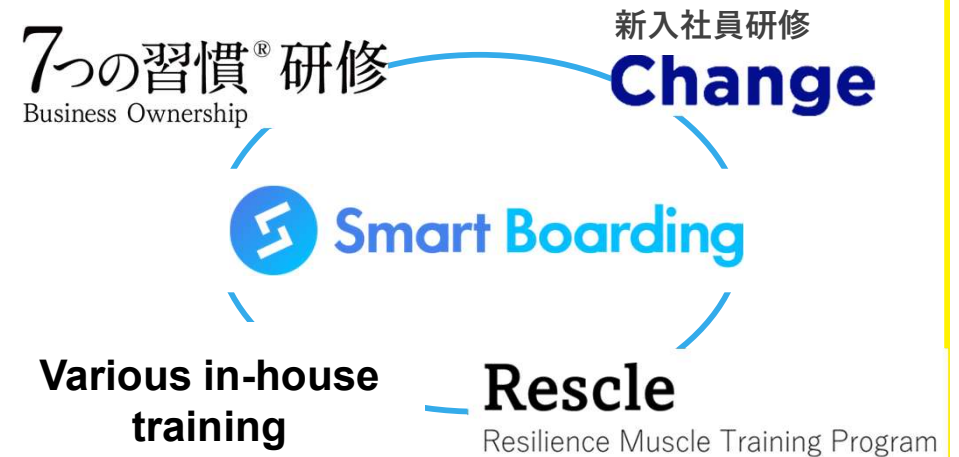 7つの習慣® 研修
Business Ownership
新入社員研修
Change
Smart Boarding
Various in-house
training
Rescle
Resilience Muscle Training Program